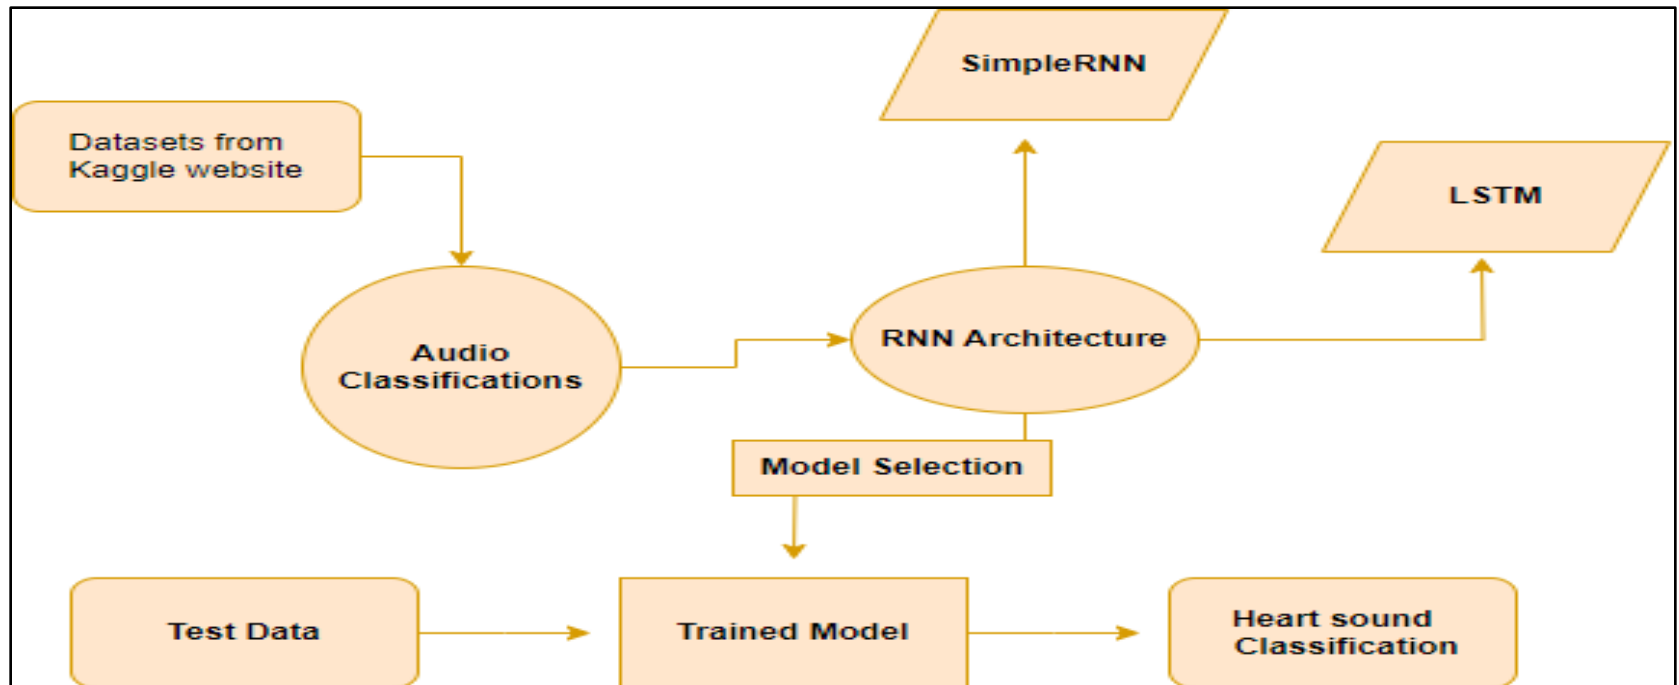 SimpleRNN
Datasets from
Kaggle website
LSTM
Audio
Classifications
RNN Architecture
Model Selection
Test Data
Trained Model
Heart sound
Classification